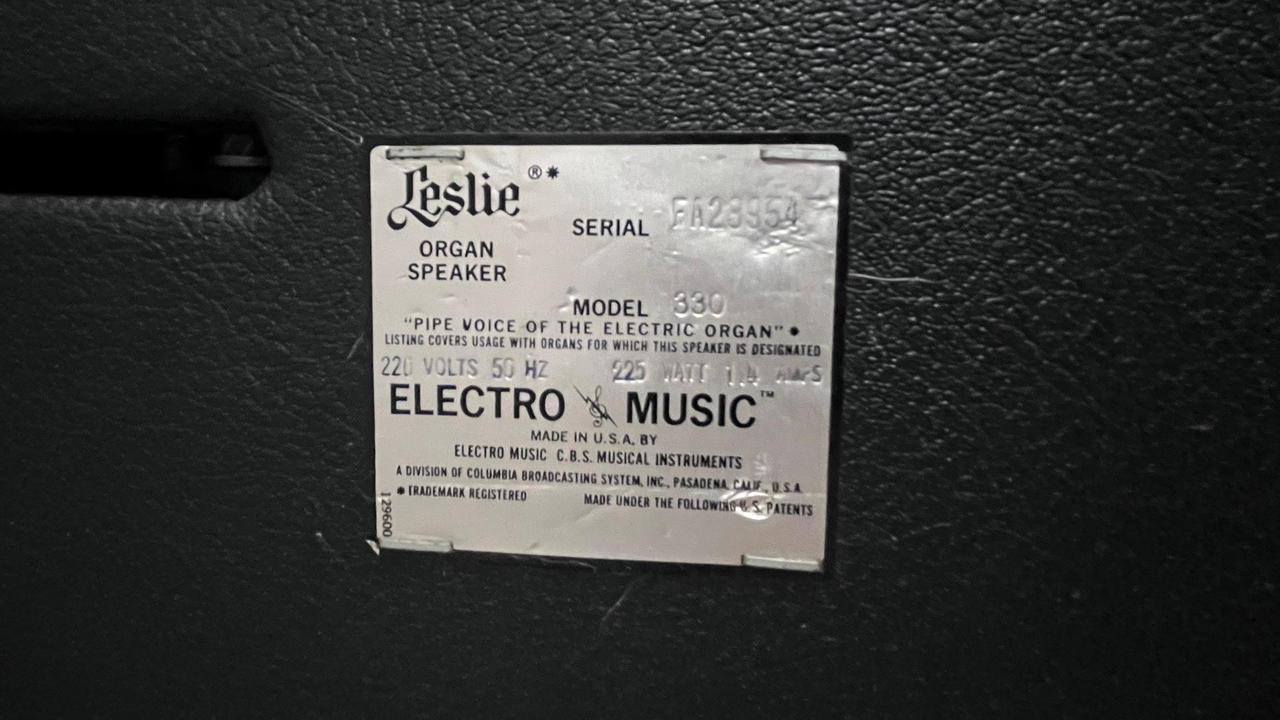 Leslie ®*
SERIAL FA23954
ORGAN
SPEAKER
MODEL 330
"PIPE VOICE OF THE ELECTRIC ORGAN" *
LISTING COVERS USAGE WITH ORGANS FOR WHICH THIS SPEAKER IS DESIGNATED
220 VOLTS 50 HZ 225 WATT 1.4 AMPS
ELECTRO MUSIC™
MADE IN U.S.A. BY
ELECTRO MUSIC C.B.S. MUSICAL INSTRUMENTS
A DIVISION OF COLUMBIA BROADCASTING SYSTEM, INC., PASADENA, CALIF., U.S.A.
* TRADEMARK REGISTERED MADE UNDER THE FOLLOWING U.S. PATENTS
129600